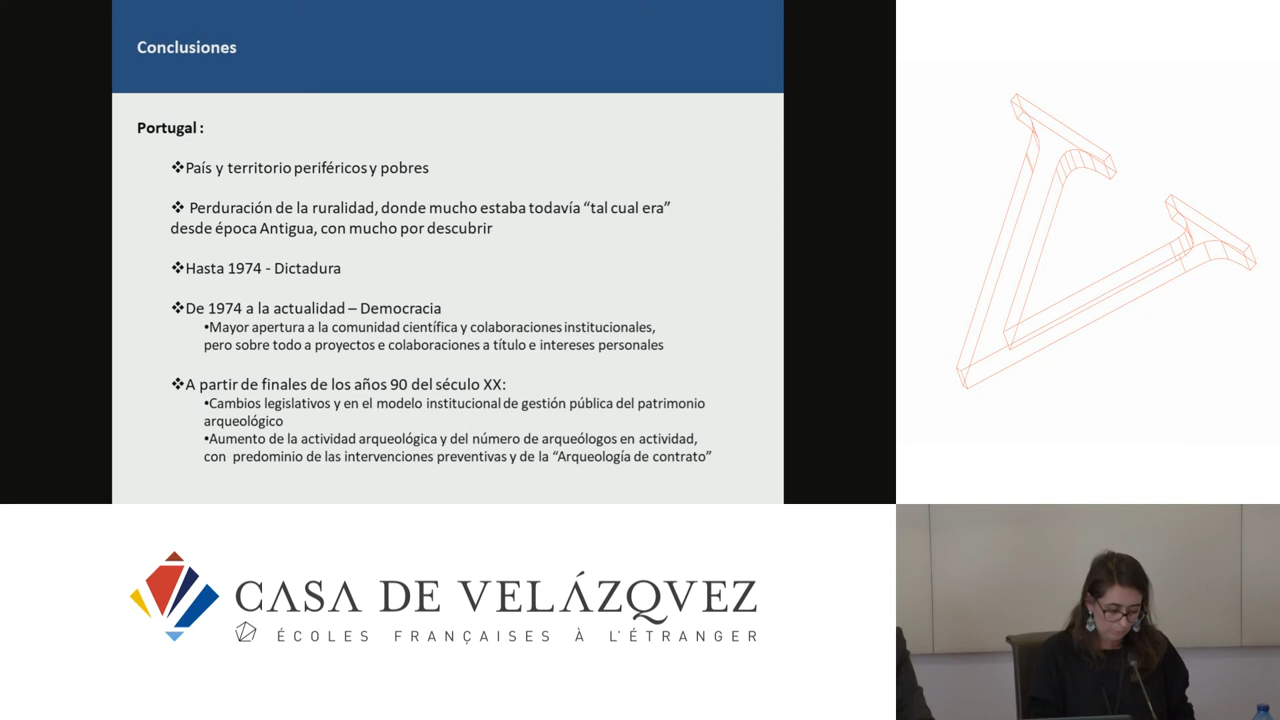 Conclusiones
Portugal :
❖País y territorio periféricos y pobres
❖ Perduración de la ruralidad, donde mucho estaba todavía “tal cual era”
desde época Antigua, con mucho por descubrir
❖Hasta 1974 - Dictadura
❖De 1974 a la actualidad – Democracia
•Mayor apertura a la comunidad científica y colaboraciones institucionales,
pero sobre todo a proyectos e colaboraciones a título e intereses personales
❖A partir de finales de los años 90 del século XX:
•Cambios legislativos y en el modelo institucional de gestión pública del patrimonio
arqueológico
•Aumento de la actividad arqueológica y del número de arqueólogos en actividad,
con predominio de las intervenciones preventivas y de la “Arqueología de contrato”
CASA DE VELÁZQVEZ
ÉCOLES FRANÇAISES À L'ÉTRANGER